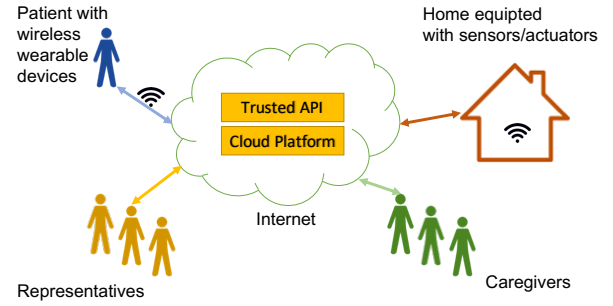 Patient with
wireless
wearable
devices
Home equipted
with sensors/actuators
Trusted API
Cloud Platform
Internet
Representatives
Caregivers